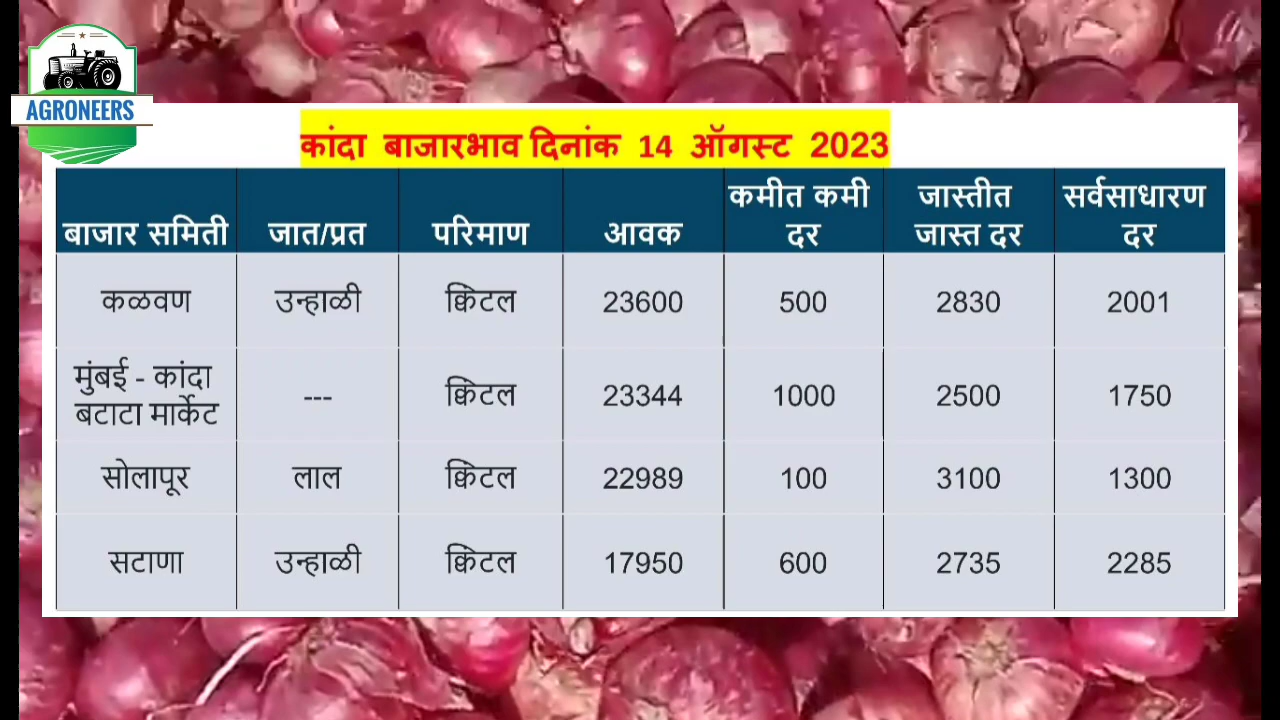 AGRONEERS
कांदा बाजारभाव दिनांक 14 ऑगस्ट 2023
बाजार समिती जात/प्रत परिमाण आवक कमीत कमी दर जास्तीत जास्त दर सर्वसाधारण दर
कळवण उन्हाळी क्विंटल 23600 500 2830 2001
मुंबई - कांदा बटाटा मार्केट --- क्विंटल 23344 1000 2500 1750
सोलापूर लाल क्विंटल 22989 100 3100 1300
सटाणा उन्हाळी क्विंटल 17950 600 2735 2285